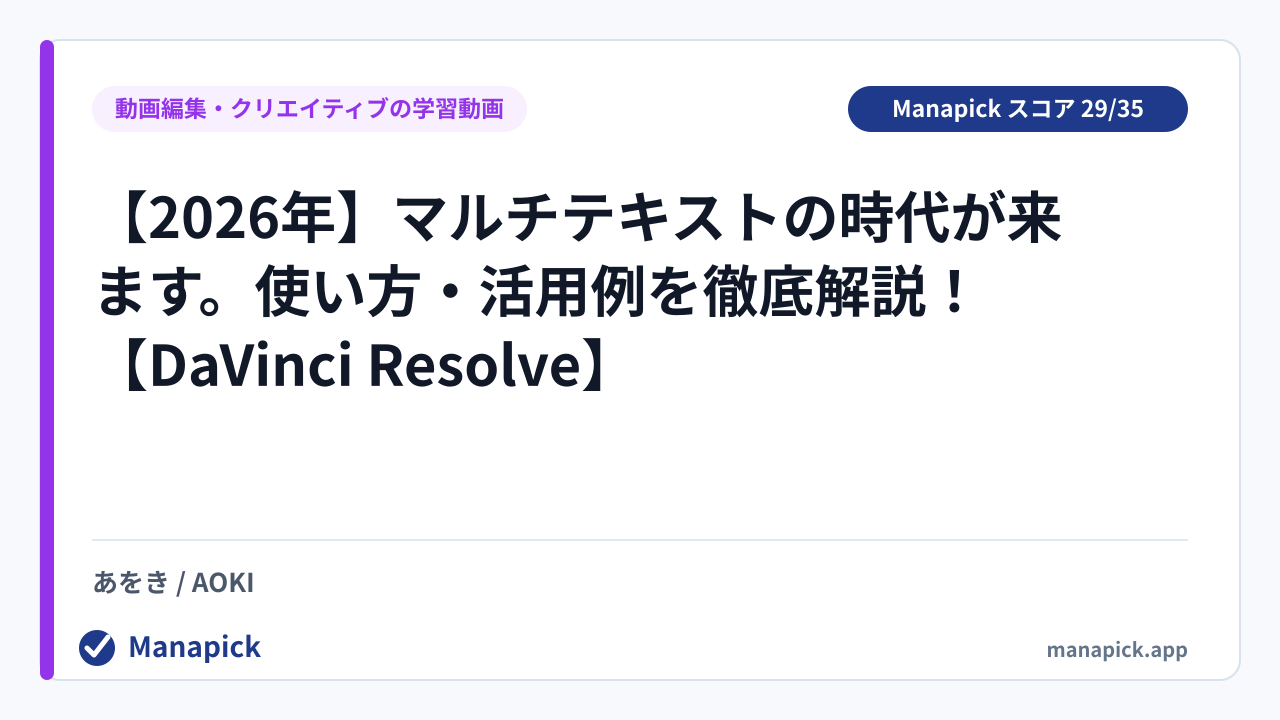 動画編集・クリエイティブの学習動画
Manapick スコア 29/35
【2026年】マルチテキストの時代が来
ます。使い方・活用例を徹底解説！
【DaVinci Resolve】
あをき / AOKI
Manapick
manapick.app